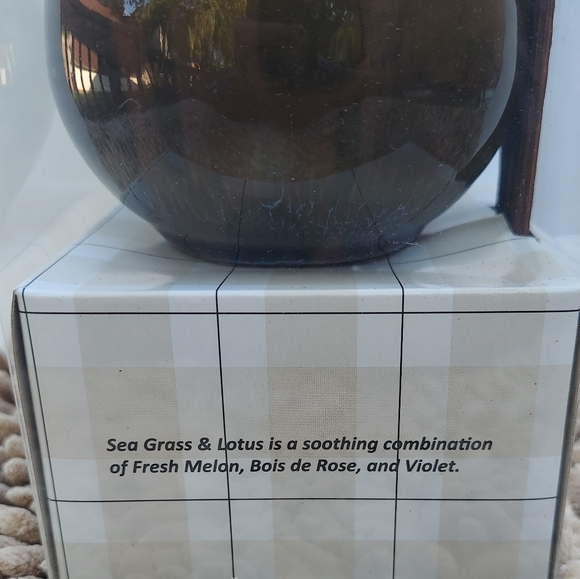 Sea Grass & Lotus is a soothing combination
of Fresh Melon, Bois de Rose, and Violet.